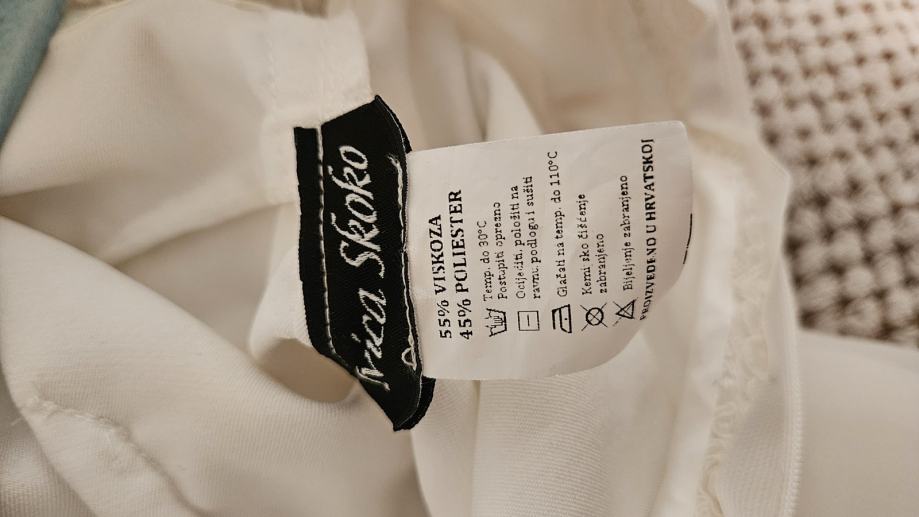 Ivica Skoko
55% VISKOZA
45% POLIESTER
Temp. do 30°C
Postupiti oprezno
Ocijediti, položiti na
ravnu podlogu i sušiti
Glačati na temp. do 110°C
Kemijsko čišćenje
zabranjeno
Bijeljenje zabranjeno
PROIZVEDENO U HRVATSKOJ